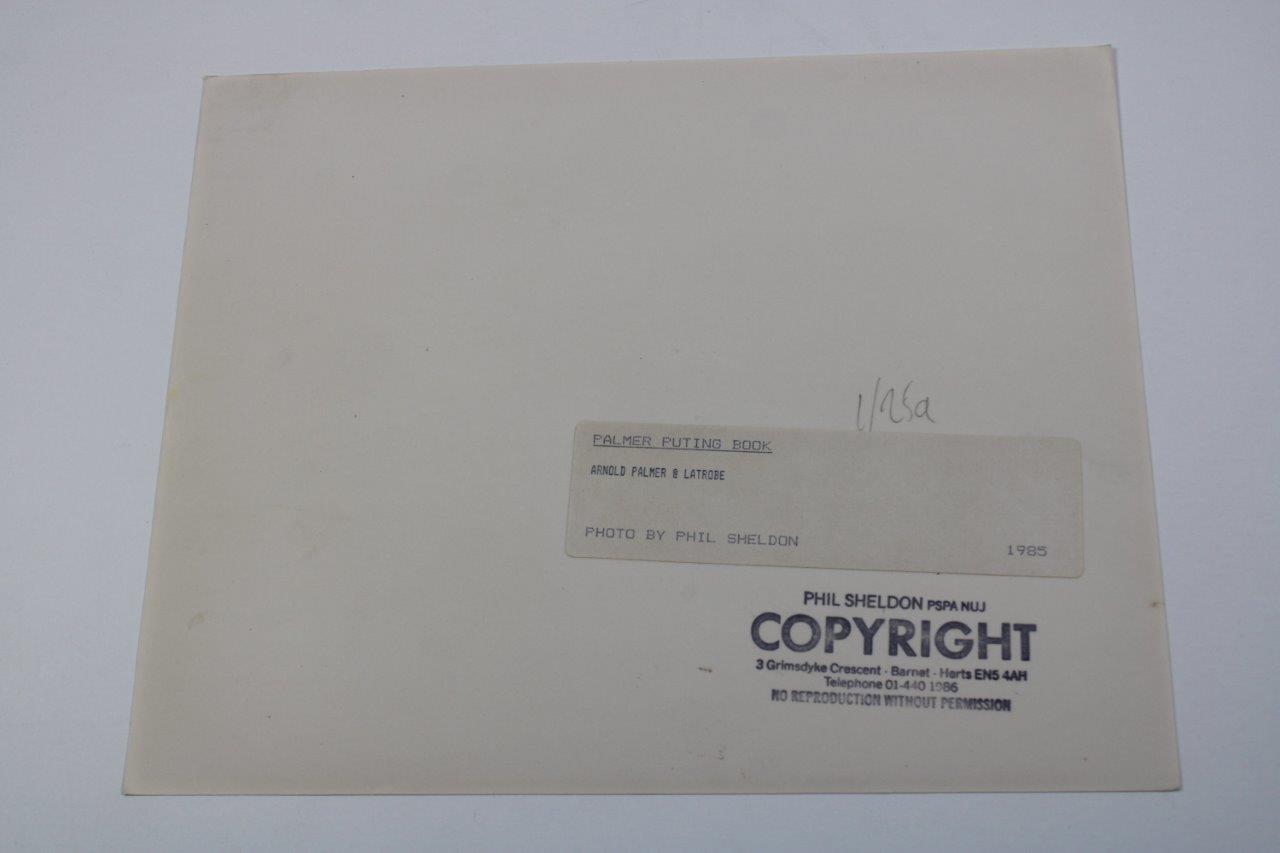 1/25a
PALMER PUTING BOOK
ARNOLD PALMER @ LATROBE
PHOTO BY PHIL SHELDON
1985
PHIL SHELDON PSPA NUJ
COPYRIGHT
3 Grimsdyke Crescent · Barnet · Herts EN5 4AH
Telephone 01-440 1986
NO REPRODUCTION WITHOUT PERMISSION